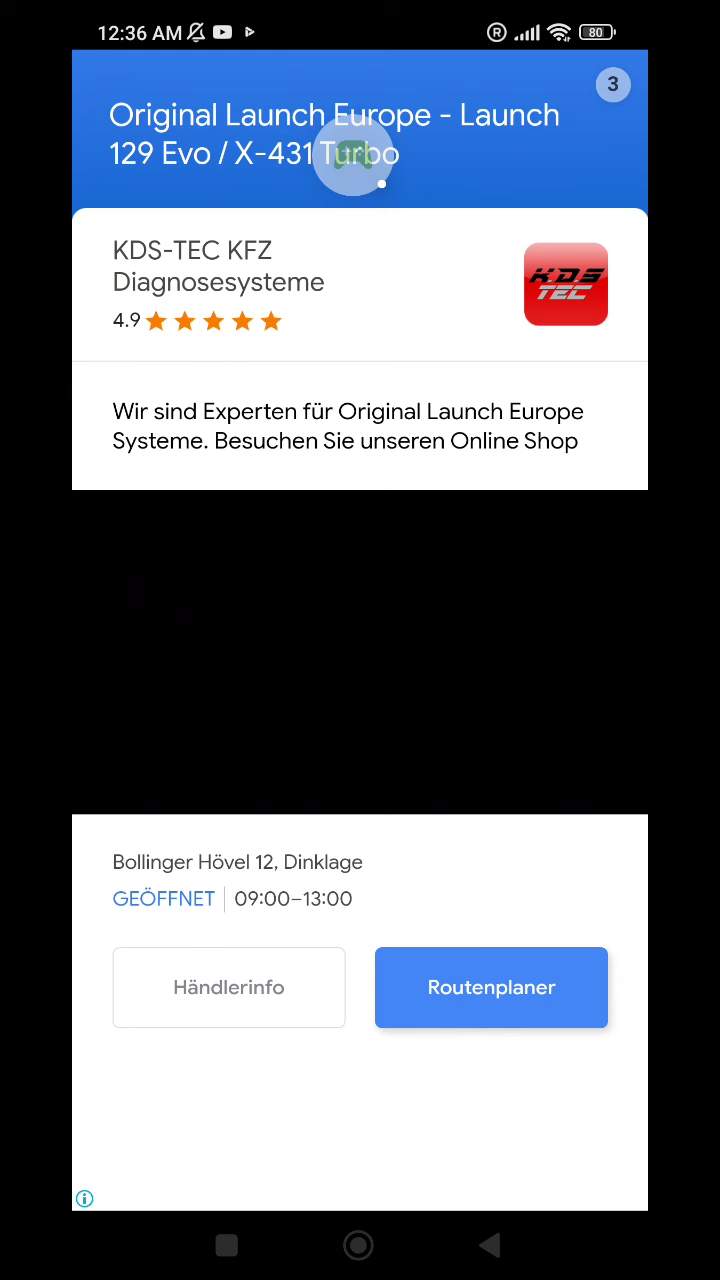 12:36 AM
R
80
3
Original Launch Europe - Launch
129 Evo / X-431 Turbo
KDS-TEC KFZ
Diagnosesysteme
KDS
TEC
4.9
Wir sind Experten für Original Launch Europe
Systeme. Besuchen Sie unseren Online Shop
Bollinger Hövel 12, Dinklage
GEÖFFNET | 09:00–13:00
Händlerinfo
Routenplaner